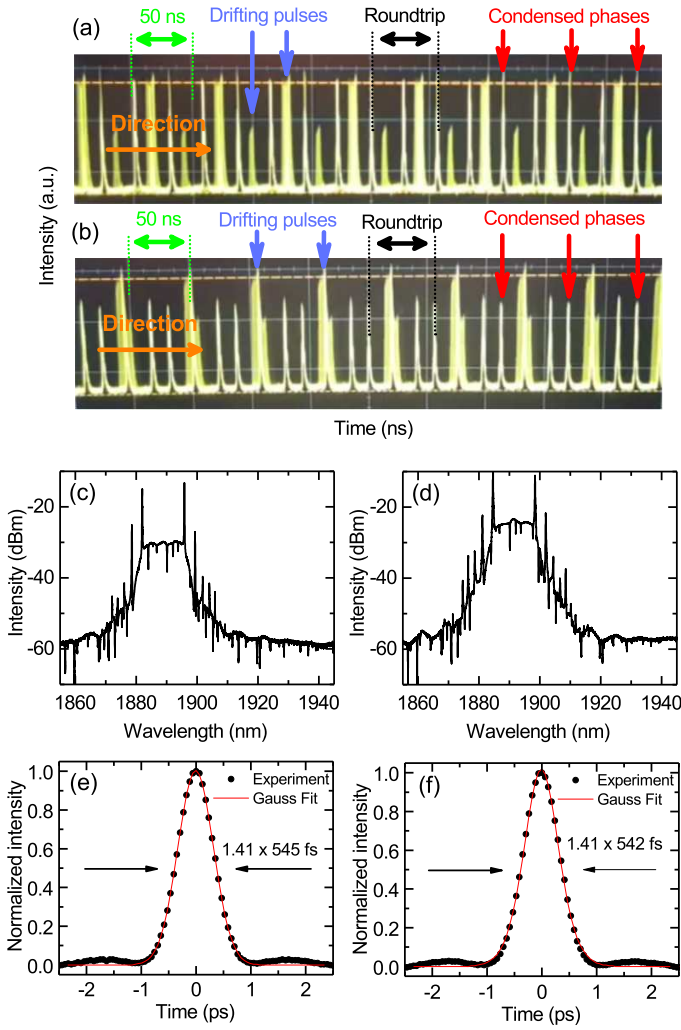 (a) 50 ns Drifting pulses Roundtrip Condensed phases
Direction
(b) 50 ns Drifting pulses Roundtrip Condensed phases
Direction
Intensity (a.u.)
Time (ns)
(c)
Intensity (dBm)
-20
-40
-60
1860 1880 1900 1920 1940
Wavelength (nm)
(d)
Intensity (dBm)
-20
-40
-60
1860 1880 1900 1920 1940
Wavelength (nm)
(e)
Normalized intensity
1.0
0.8
0.6
0.4
0.2
0.0
Experiment
Gauss Fit
1.41 x 545 fs
-2 -1 0 1 2
Time (ps)
(f)
Normalized intensity
1.0
0.8
0.6
0.4
0.2
0.0
Experiment
Gauss Fit
1.41 x 542 fs
-2 -1 0 1 2
Time (ps)